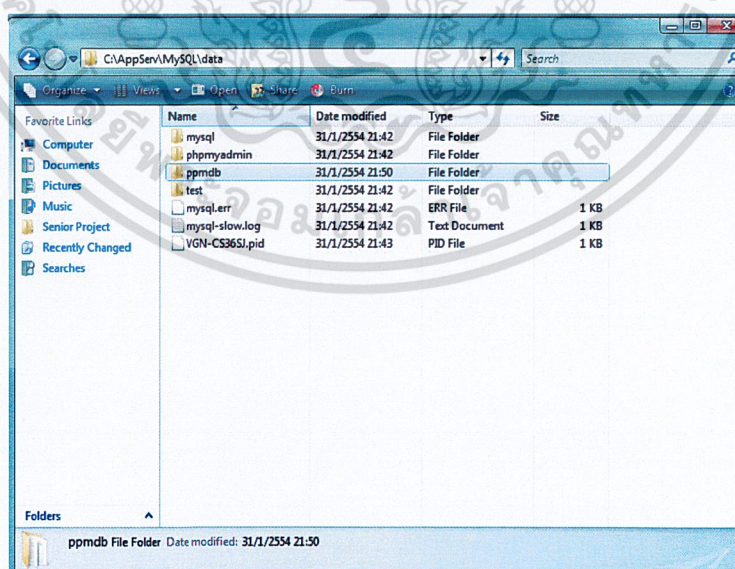 C:\AppServ\MySQL\data
Search
Organize Views Open Share Burn
Favorite Links
Computer
Documents
Pictures
Music
Senior Project
Recently Changed
Searches
Folders
Name Date modified Type Size
mysql 31/1/2554 21:42 File Folder
phpmyadmin 31/1/2554 21:42 File Folder
ppmdb 31/1/2554 21:50 File Folder
test 31/1/2554 21:42 File Folder
mysql.err 31/1/2554 21:42 ERR File 1 KB
mysql-slow.log 31/1/2554 21:42 Text Document 1 KB
VGN-CS36SJ.pid 31/1/2554 21:43 PID File 1 KB
ppmdb File Folder Date modified: 31/1/2554 21:50